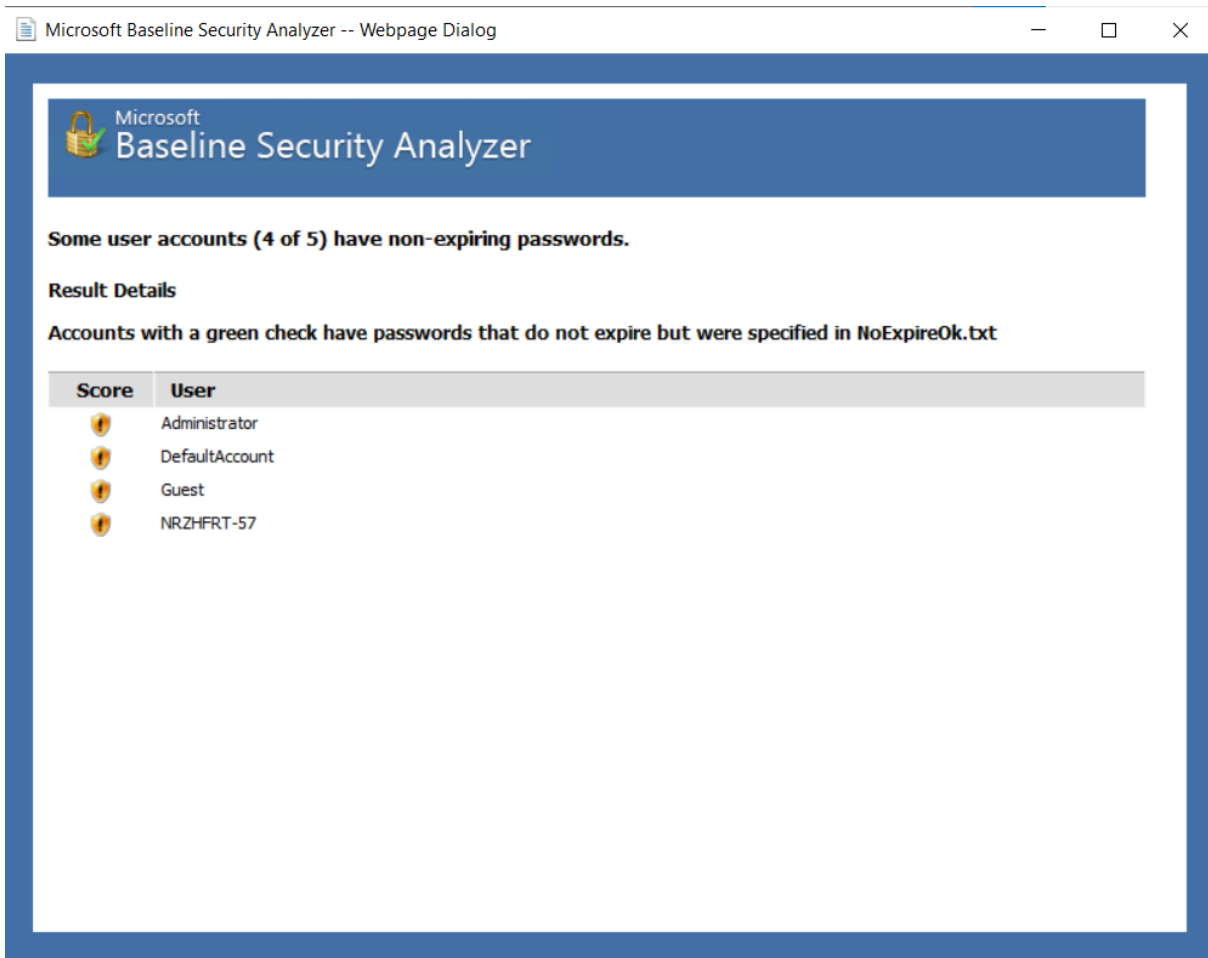 Microsoft Baseline Security Analyzer -- Webpage Dialog
Microsoft
Baseline Security Analyzer
Some user accounts (4 of 5) have non-expiring passwords.
Result Details
Accounts with a green check have passwords that do not expire but were specified in NoExpireOk.txt
Score User
Administrator
DefaultAccount
Guest
NRZHFRT-57